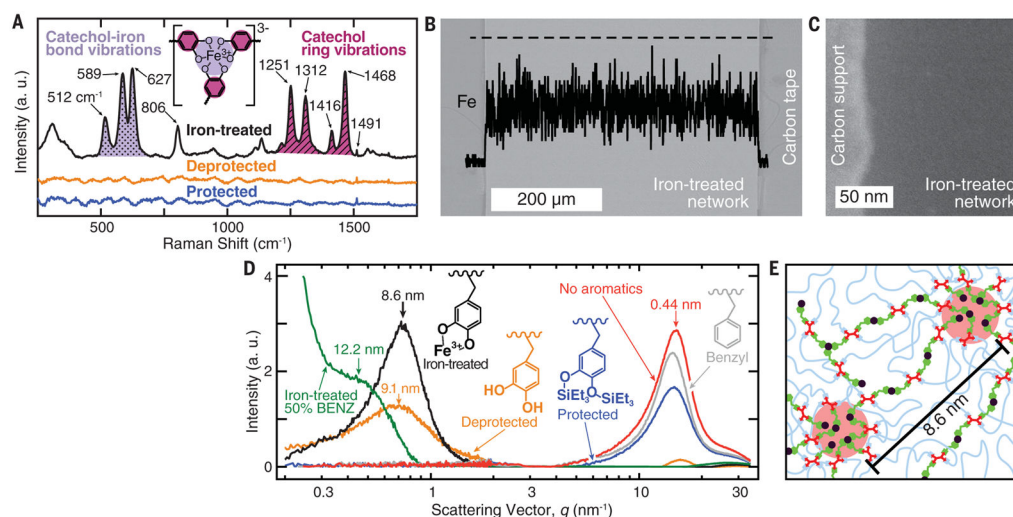 A
Catechol-iron
bond vibrations
3-
Fe3+
O
O
O
O
O
O
Catechol
ring vibrations
589
627
512 cm-1
806
1251
1312
1468
1416
1491
Iron-treated
Deprotected
Protected
Intensity (a. u.)
500
1000
1500
Raman Shift (cm-1)
B
Fe
Carbon tape
200 μm
Iron-treated
network
C
Carbon support
50 nm
Iron-treated
network
D
4
2
0
Intensity (a. u.)
8.6 nm
12.2 nm
9.1 nm
Iron-treated
50% BENZ
O
Fe3+
O
Iron-treated
HO
OH
Deprotected
No aromatics
0.44 nm
Benzyl
O
O
SiEt3
SiEt3
Protected
0.3
1
3
10
30
Scattering Vector, q (nm-1)
E
8.6 nm